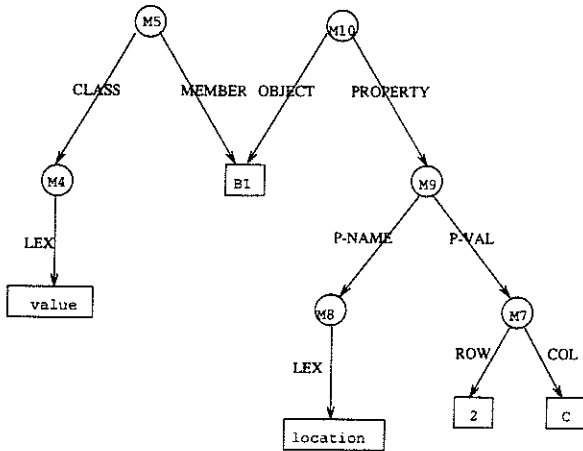 M5 M10
CLASS MEMBER OBJECT PROPERTY
M4 B1 M9
LEX P-NAME P-VAL
value M8 M7
LEX ROW COL
location 2 C